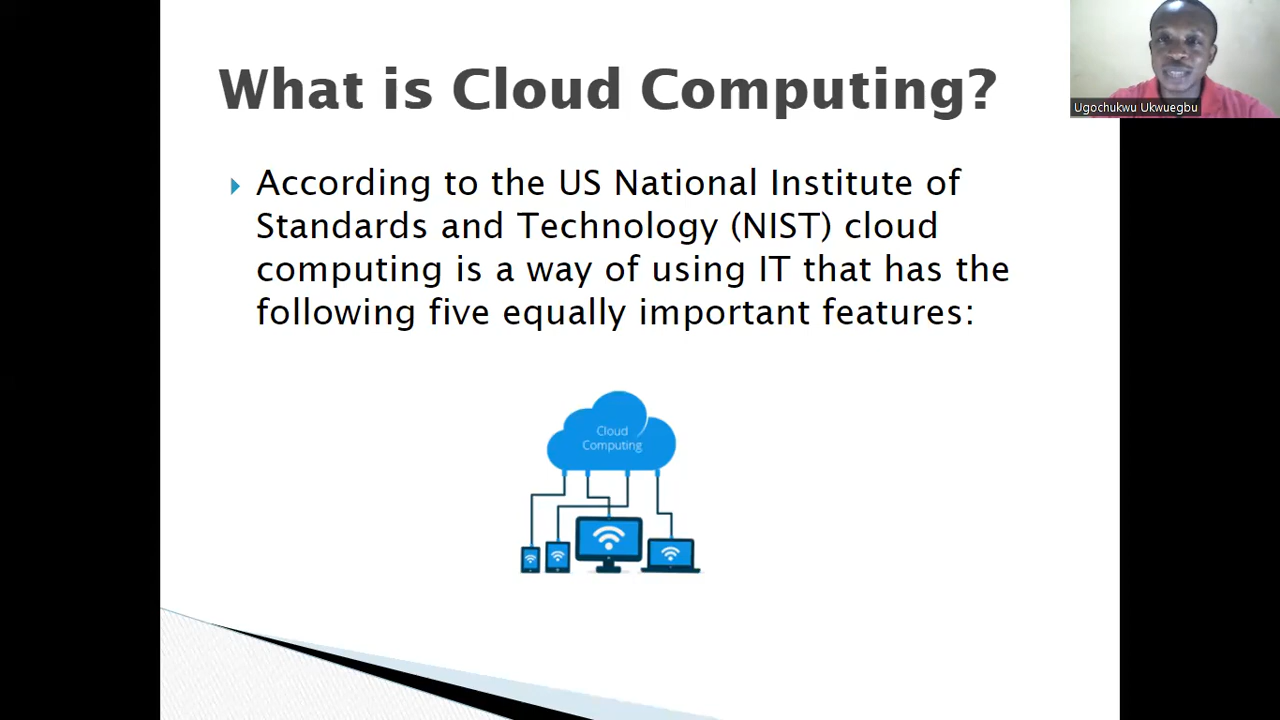 What is Cloud Computing?
Ugochukwu Ukwuegbu
According to the US National Institute of
Standards and Technology (NIST) cloud
computing is a way of using IT that has the
following five equally important features:
Cloud
Computing